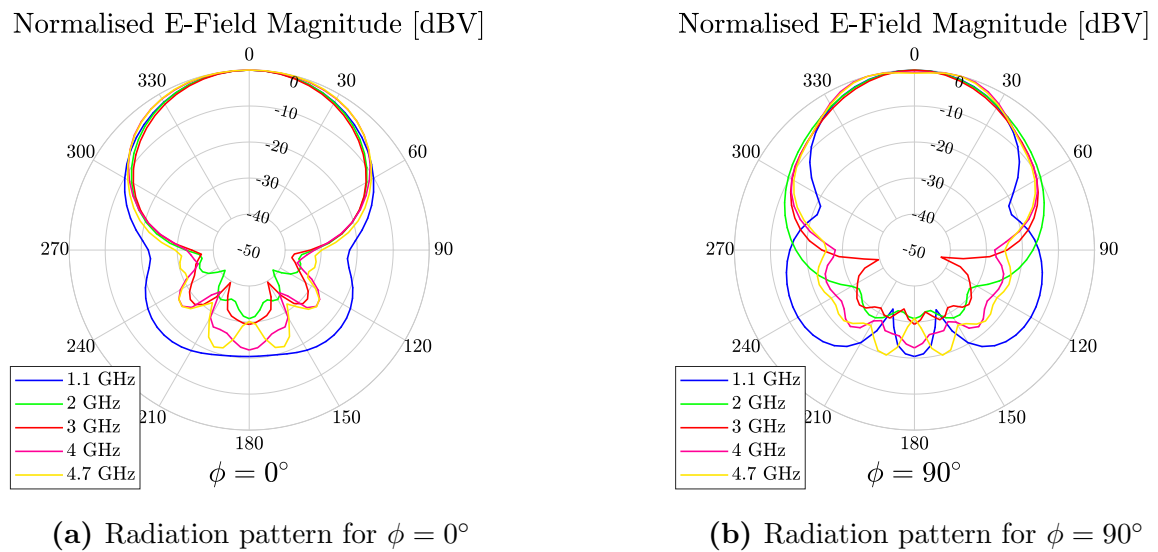 Normalised E-Field Magnitude [dBV]
0
330
30
300
60
270
90
240
120
210
150
180
0
-10
-20
-30
-40
-50
1.1 GHz
2 GHz
3 GHz
4 GHz
4.7 GHz
ϕ = 0°
(a) Radiation pattern for ϕ = 0°
Normalised E-Field Magnitude [dBV]
0
330
30
300
60
270
90
240
120
210
150
180
0
-10
-20
-30
-40
-50
1.1 GHz
2 GHz
3 GHz
4 GHz
4.7 GHz
ϕ = 90°
(b) Radiation pattern for ϕ = 90°